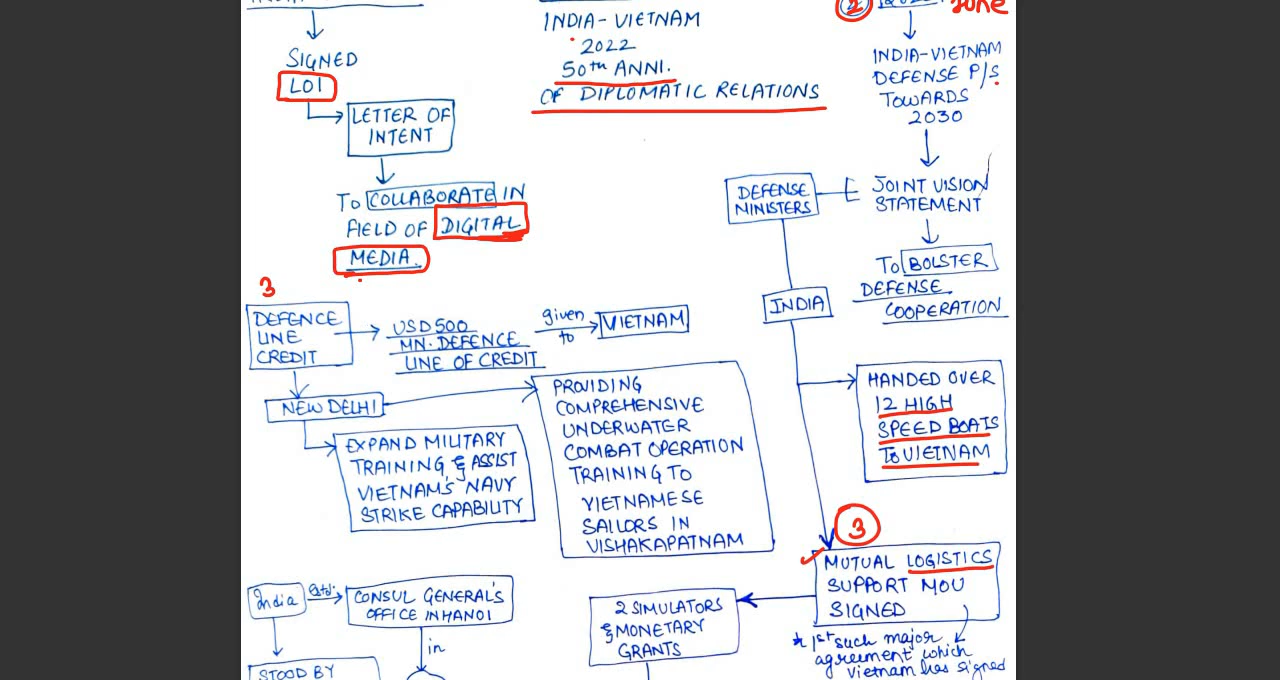 SIGNED
LOI
LETTER OF
INTENT
TO COLLABORATE IN
FIELD OF DIGITAL
MEDIA.
INDIA-VIETNAM
2022
50th ANNI.
OF DIPLOMATIC RELATIONS
2
June
INDIA-VIETNAM
DEFENSE P/S
TOWARDS
2030
DEFENSE
MINISTERS
JOINT VISION
STATEMENT
TO BOLSTER
DEFENSE
COOPERATION
INDIA
HANDED OVER
12 HIGH
SPEED BOATS
TO VIETNAM
3
DEFENCE
LINE
CREDIT
USD 500
MN. DEFENCE
LINE OF CREDIT
given
to
VIETNAM
NEW DELHI
EXPAND MILITARY
TRAINING & ASSIST
VIETNAM'S NAVY
STRIKE CAPABILITY
PROVIDING
COMPREHENSIVE
UNDERWATER
COMBAT OPERATION
TRAINING TO
VIETNAMESE
SAILORS IN
VISHAKAPATNAM
3
MUTUAL LOGISTICS
SUPPORT MOU
SIGNED
* 1st such major
agreement which
Vietnam has signed
2 SIMULATORS
& MONETARY
GRANTS
India
Estd.
CONSUL GENERAL'S
OFFICE IN HANOI
in
STOOD BY